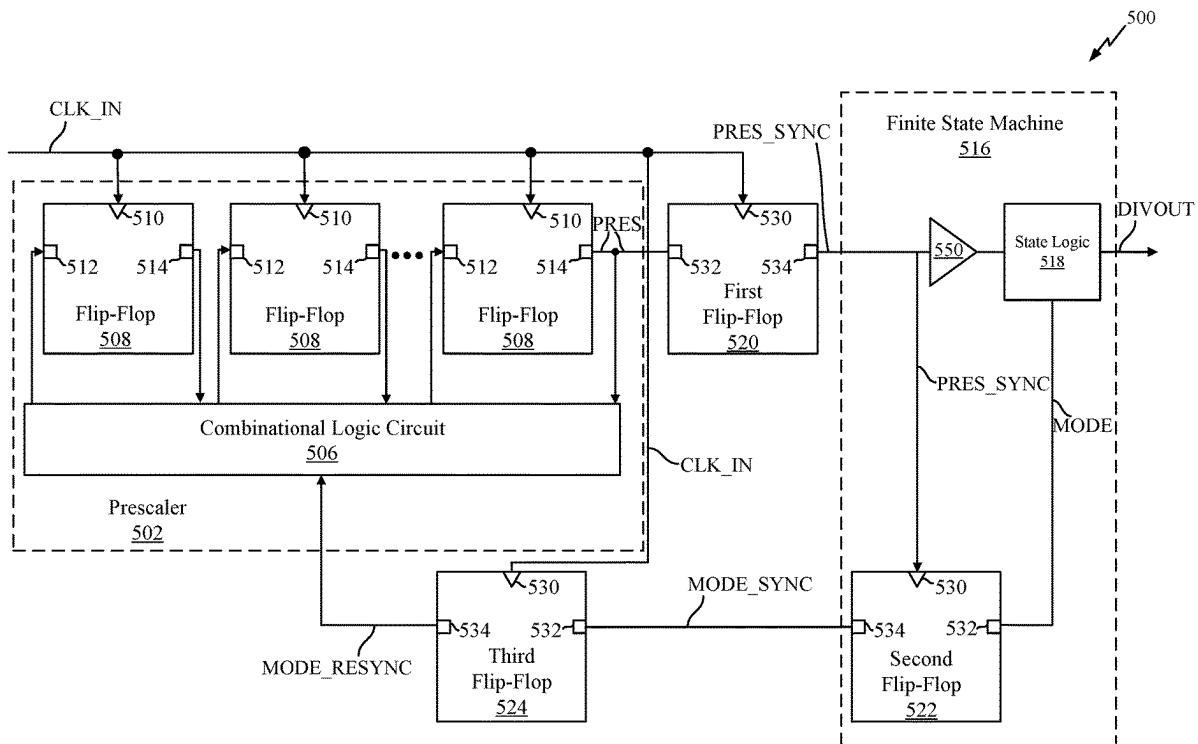 500
CLK_IN
PRES_SYNC
Finite State Machine
516
510
510
510
530
PRES
DIVOUT
512
514
512
514
512
514
532
534
550
State Logic
518
Flip-Flop
508
Flip-Flop
508
Flip-Flop
508
First
Flip-Flop
520
PRES_SYNC
MODE
Combinational Logic Circuit
506
CLK_IN
Prescaler
502
530
MODE_SYNC
530
534
532
534
532
MODE_RESYNC
Third
Flip-Flop
524
Second
Flip-Flop
522